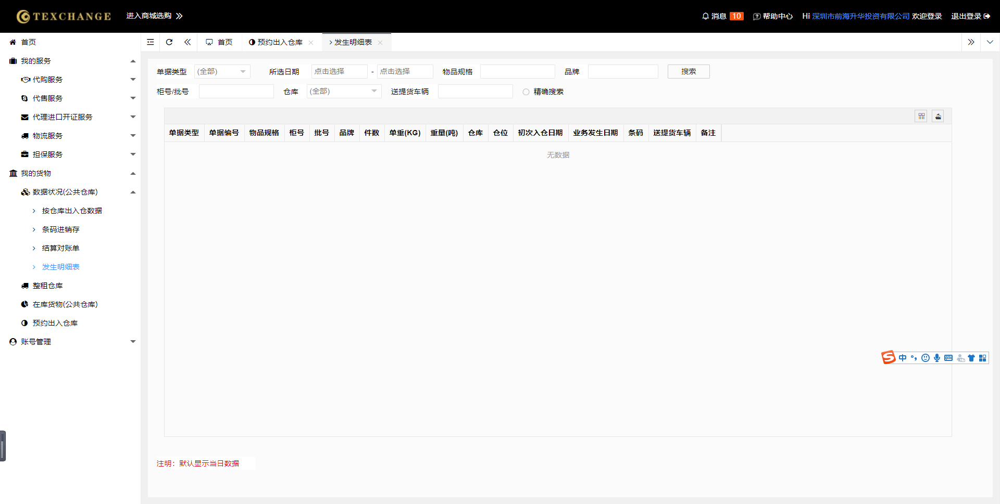 TEXCHANGE
进入商城选购
消息 10 帮助中心 Hi 深圳市前海升华投资有限公司 欢迎登录 退出登录
首页
我的服务
代购服务
代售服务
代理进口开证服务
物流服务
担保服务
我的货物
数据状况(公共仓库)
按仓库出入仓数据
条码进销存
结算对账单
发生明细表
整租仓库
在库货物(公共仓库)
预约出入仓库
账号管理
首页 预约出入仓库 发生明细表
单据类型 (全部) 所选日期 点击选择 - 点击选择 物品规格 品牌 搜索
柜号/批号 仓库 (全部) 送提货车辆 精确搜索
单据类型 单据编号 物品规格 柜号 批号 品牌 件数 单重(KG) 重量(吨) 仓库 仓位 初次入仓日期 业务发生日期 条码 送提货车辆 备注
无数据
中
注明：默认显示当日数据